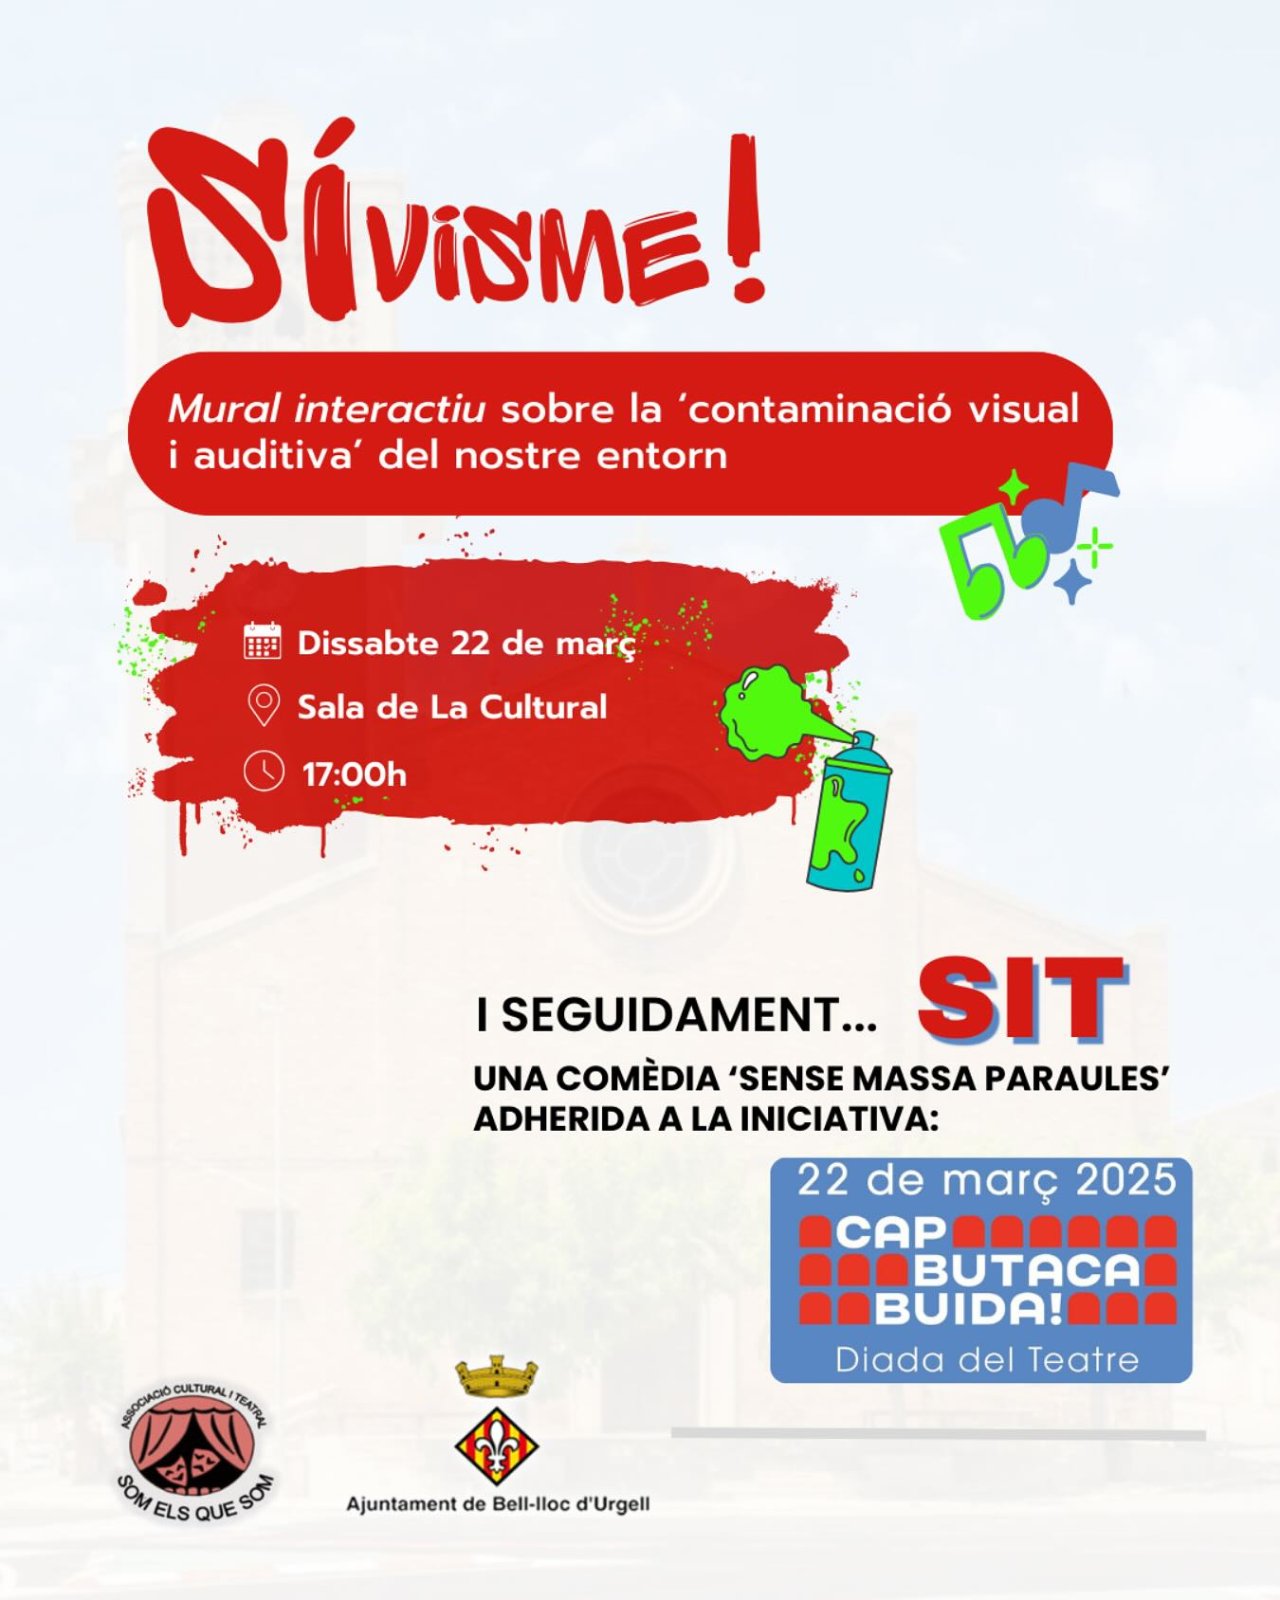 Sívisme!
Mural interactiu sobre la ‘contaminació visual
i auditiva’ del nostre entorn
Dissabte 22 de març
Sala de La Cultural
17:00h
I SEGUIDAMENT... SIT
UNA COMÈDIA ‘SENSE MASSA PARAULES’
ADHERIDA A LA INICIATIVA:
22 de març 2025
CAP
BUTACA
BUIDA!
Diada del Teatre
ASSOCIACIÓ CULTURAL I TEATRAL
SOM ELS QUE SOM
Ajuntament de Bell-lloc d'Urgell